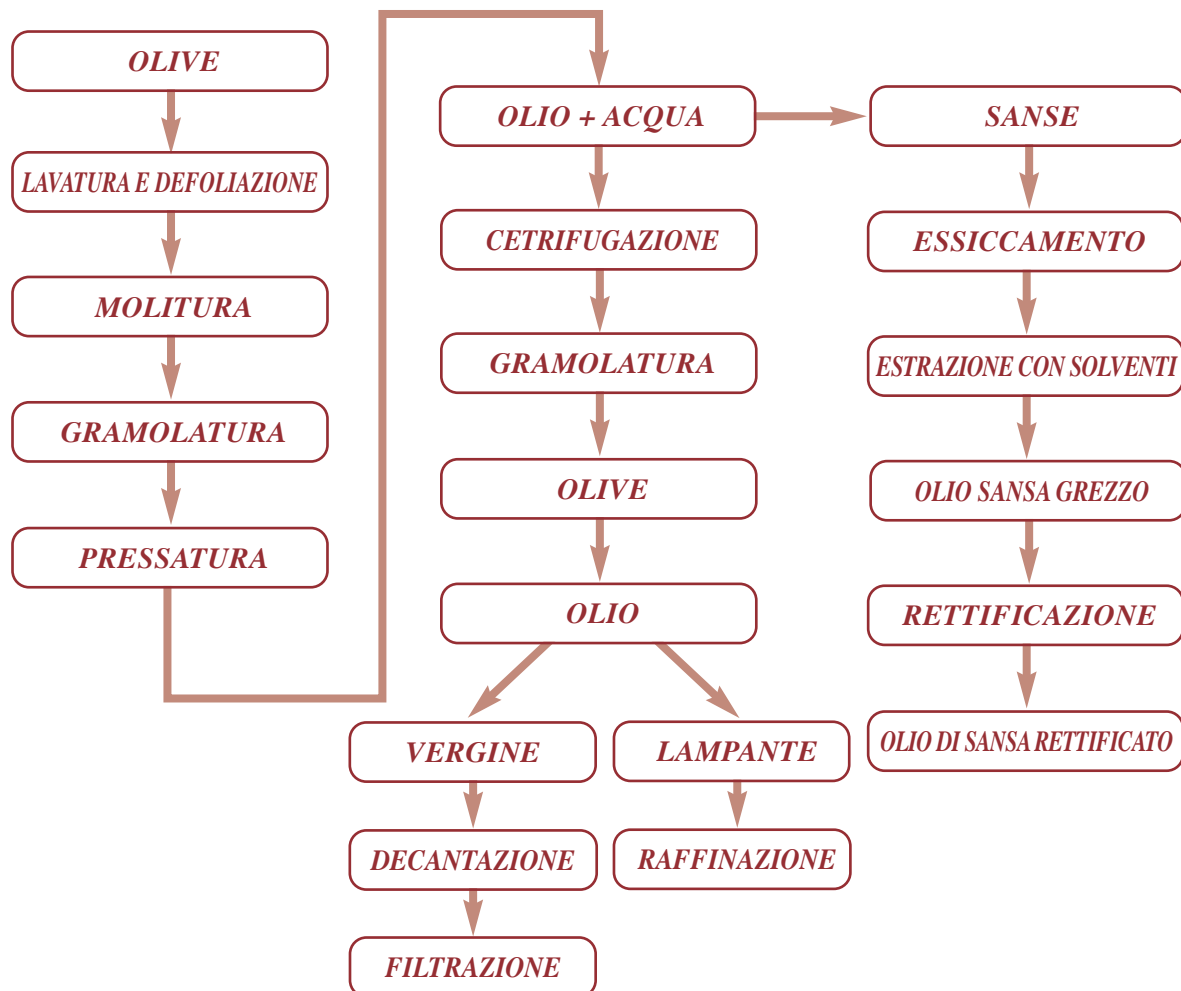 OLIVE
LAVATURA E DEFOLIAZIONE
MOLITURA
GRAMOLATURA
PRESSATURA
OLIO + ACQUA
CETRIFUGAZIONE
GRAMOLATURA
OLIVE
OLIO
VERGINE
DECANTAZIONE
FILTRAZIONE
LAMPANTE
RAFFINAZIONE
SANSE
ESSICCAMENTO
ESTRAZIONE CON SOLVENTI
OLIO SANSA GREZZO
RETTIFICAZIONE
OLIO DI SANSA RETTIFICATO